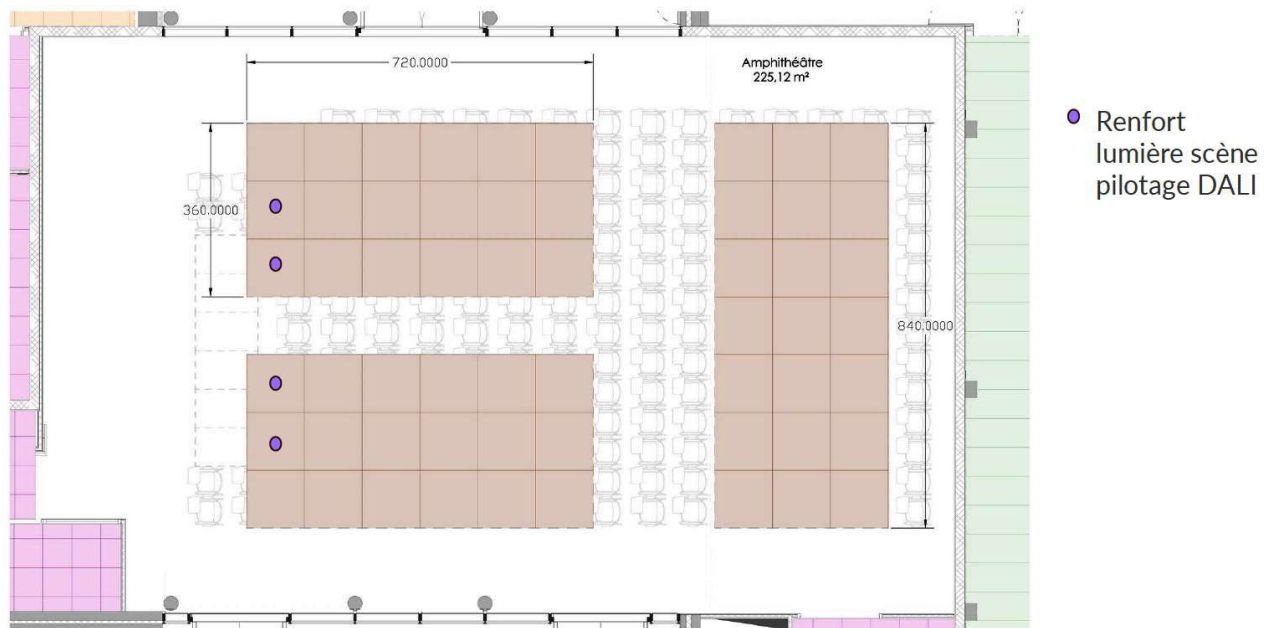 720.0000
Amphithéâtre
225,12 m²
360.0000
840.0000
Renfort
lumière scène
pilotage DALI